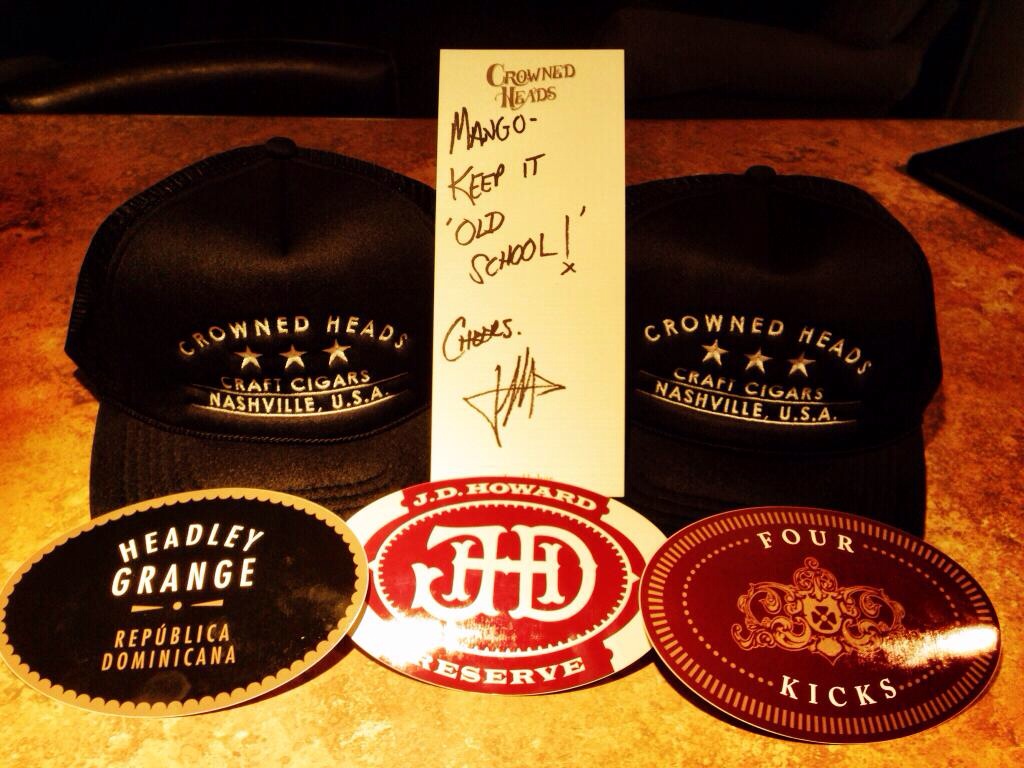 CROWNED
HEADS
MANGO-
KEEP IT
'OLD
SCHOOL!'
CHEERS.
CROWNED HEADS
CRAFT CIGARS
NASHVILLE, U.S.A.
CROWNED HEADS
CRAFT CIGARS
NASHVILLE, U.S.A.
HEADLEY
GRANGE
REPÚBLICA
DOMINICANA
J.D. HOWARD
JHD
RESERVE
FOUR
KICKS